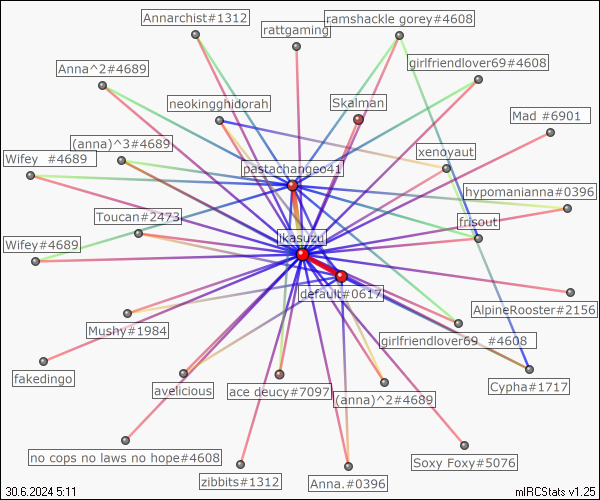 Annarchist#1312
ramshackle gorey#4608
rattgaming
girlfriendlover69#4608
Anna^2#4689
neokingghidorah
Skalman
Mad #6901
(anna)^3#4689
xenoyaut
Wifey #4689
pastachangeo41
hypomanianna#0396
Toucan#2473
frisout
Wifey#4689
ikasuzu
default#0617
AlpineRooster#2156
Mushy#1984
girlfriendlover69 #4608
fakedingo
Cypha#1717
avelicious
ace deucy#7097
(anna)^2#4689
no cops no laws no hope#4608
Soxy Foxy#5076
zibbits#1312
Anna.#0396
30.6.2024 5:11
mIRCStats v1.25